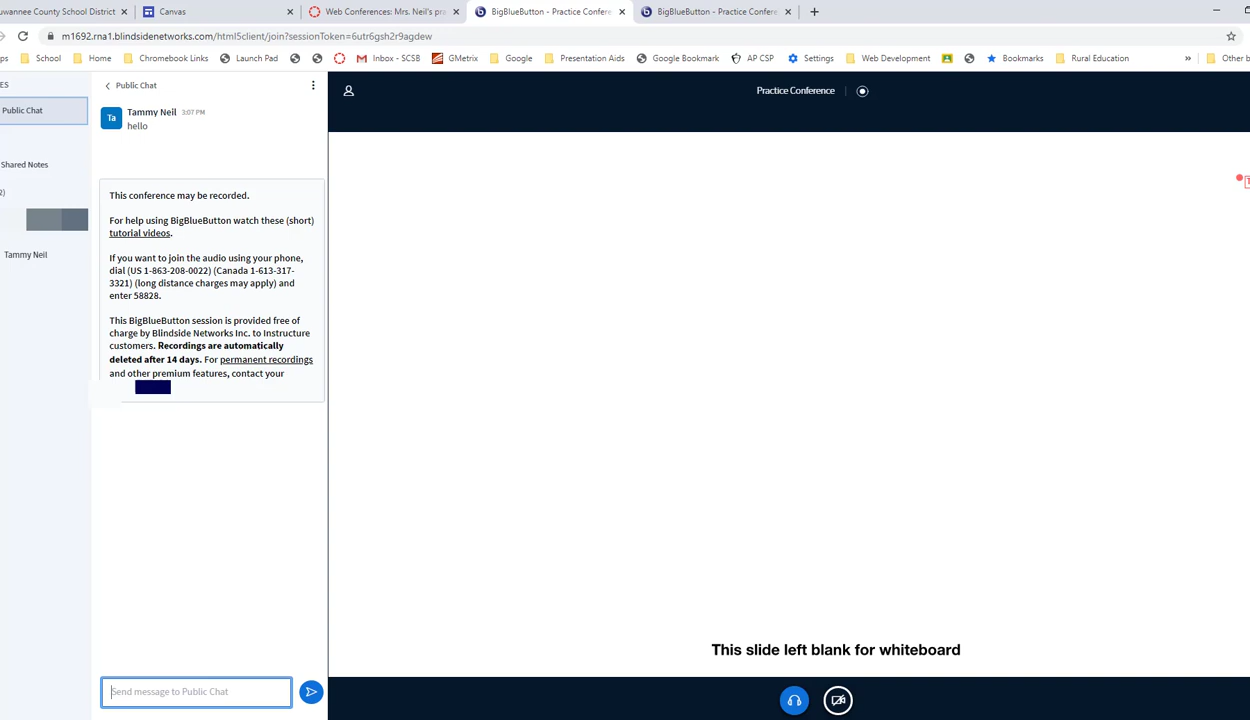 uwannee County School District
Canvas
Web Conferences: Mrs. Neil's pra
BigBlueButton - Practice Confere
BigBlueButton - Practice Confere
m1692.rna1.blindsidenetworks.com/html5client/join?sessionToken=6utr6gsh2r9agdew
ps
School
Home
Chromebook Links
Launch Pad
Inbox - SCSB
GMetrix
Google
Presentation Aids
Google Bookmark
AP CSP
Settings
Web Development
Bookmarks
Rural Education
»
Other b
ES
Public Chat
Shared Notes
2)
Tammy Neil
Public Chat
Ta
Tammy Neil 3:07 PM
hello
This conference may be recorded.
For help using BigBlueButton watch these (short)
tutorial videos.
If you want to join the audio using your phone,
dial (US 1-863-208-0022) (Canada 1-613-317-
3321) (long distance charges may apply) and
enter 58828.
This BigBlueButton session is provided free of
charge by Blindside Networks Inc. to Instructure
customers. Recordings are automatically
deleted after 14 days. For permanent recordings
and other premium features, contact your
Send message to Public Chat
Practice Conference
This slide left blank for whiteboard